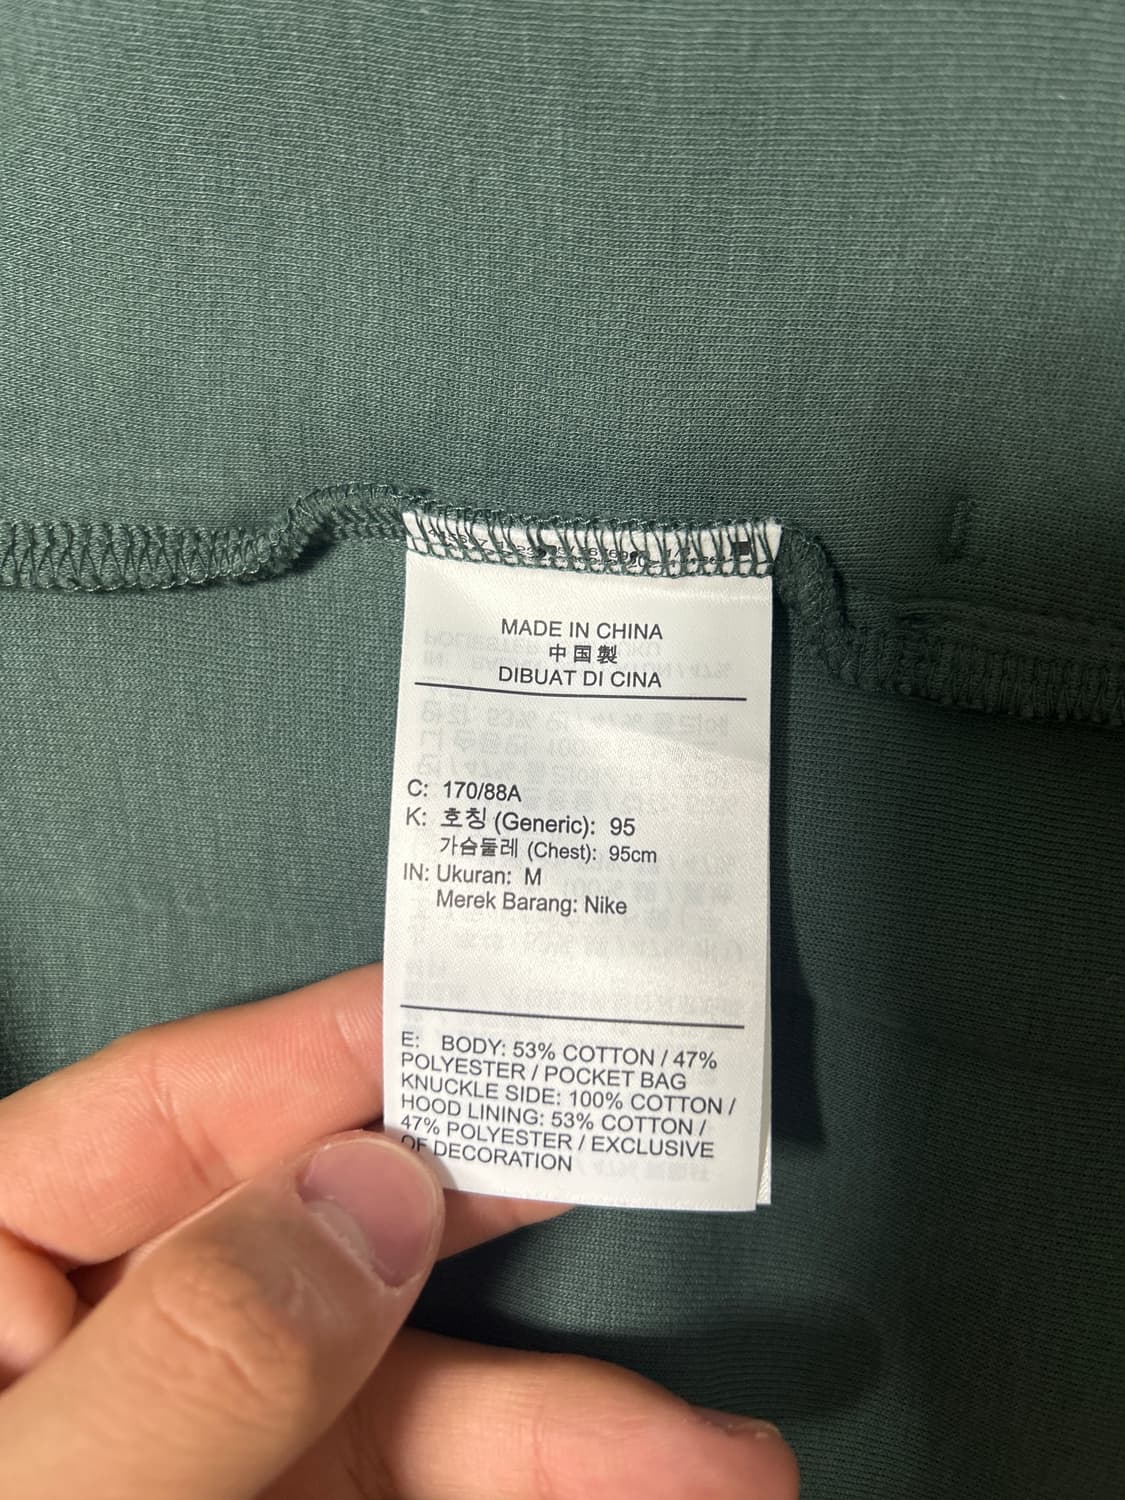 MADE IN CHINA
中国製
DIBUAT DI CINA
C: 170/88A
K: 호칭 (Generic): 95
가슴둘레 (Chest): 95cm
IN: Ukuran: M
Merek Barang: Nike
E: BODY: 53% COTTON / 47%
POLYESTER / POCKET BAG
KNUCKLE SIDE: 100% COTTON /
HOOD LINING: 53% COTTON /
47% POLYESTER / EXCLUSIVE
OF DECORATION